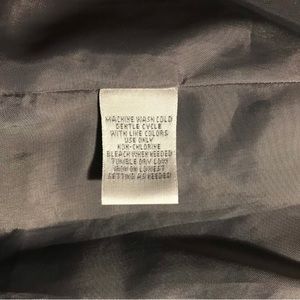 MACHINE WASH COLD
GENTLE CYCLE
WITH LIKE COLORS
USE ONLY
NON-CHLORINE
BLEACH WHEN NEEDED
TUMBLE DRY LOW
IRON ON LOWEST
SETTING AS NEEDED